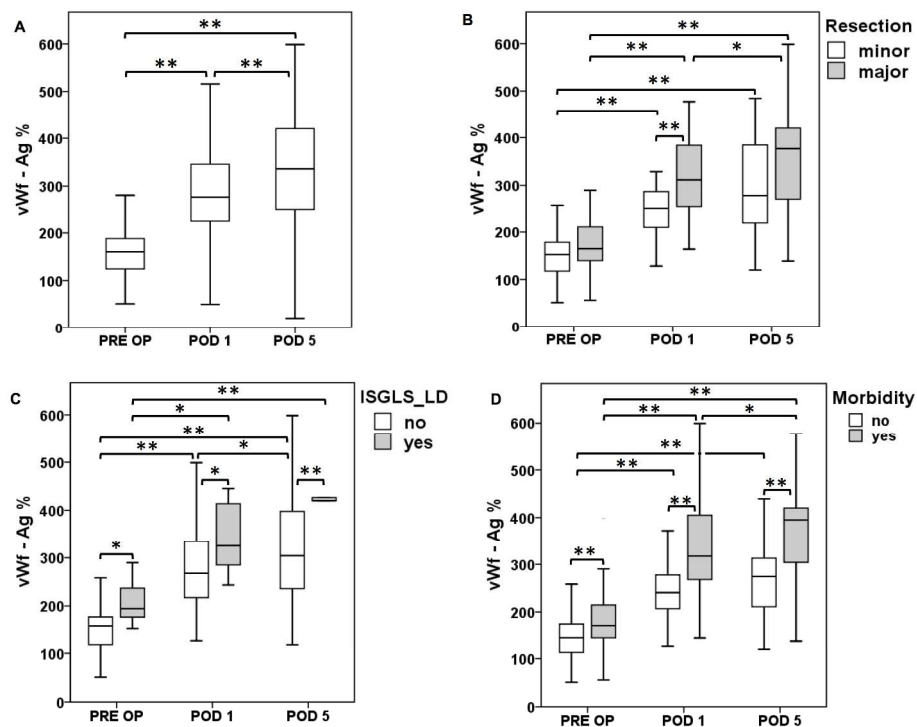 A
**
**
**
600
500
400
300
200
100
0
vWf - Ag %
PRE OP
POD 1
POD 5
B
Resection
minor
major
**
**
*
**
**
**
600
500
400
300
200
100
0
vWf - Ag %
PRE OP
POD 1
POD 5
C
ISGLS_LD
no
yes
**
*
**
**
*
*
*
**
600
500
400
300
200
100
0
vWf - Ag %
PRE OP
POD 1
POD 5
D
Morbidity
no
yes
**
**
*
**
**
**
**
**
600
500
400
300
200
100
0
vWf - Ag %
PRE OP
POD 1
POD 5